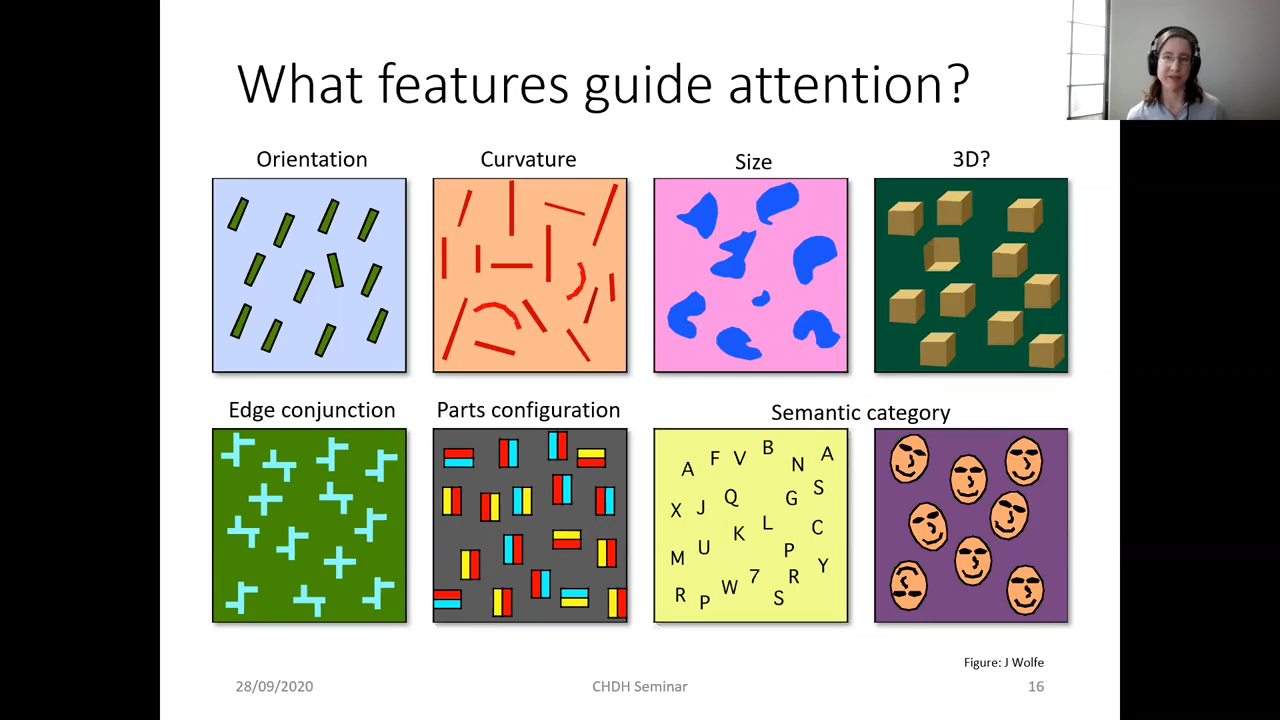 What features guide attention?
Orientation
Curvature
Size
3D?
Edge conjunction
Parts configuration
Semantic category
B
A F V N A
X J Q G S
K L C
M U P Y
R P W 7 R S
Figure: J Wolfe
28/09/2020
CHDH Seminar
16